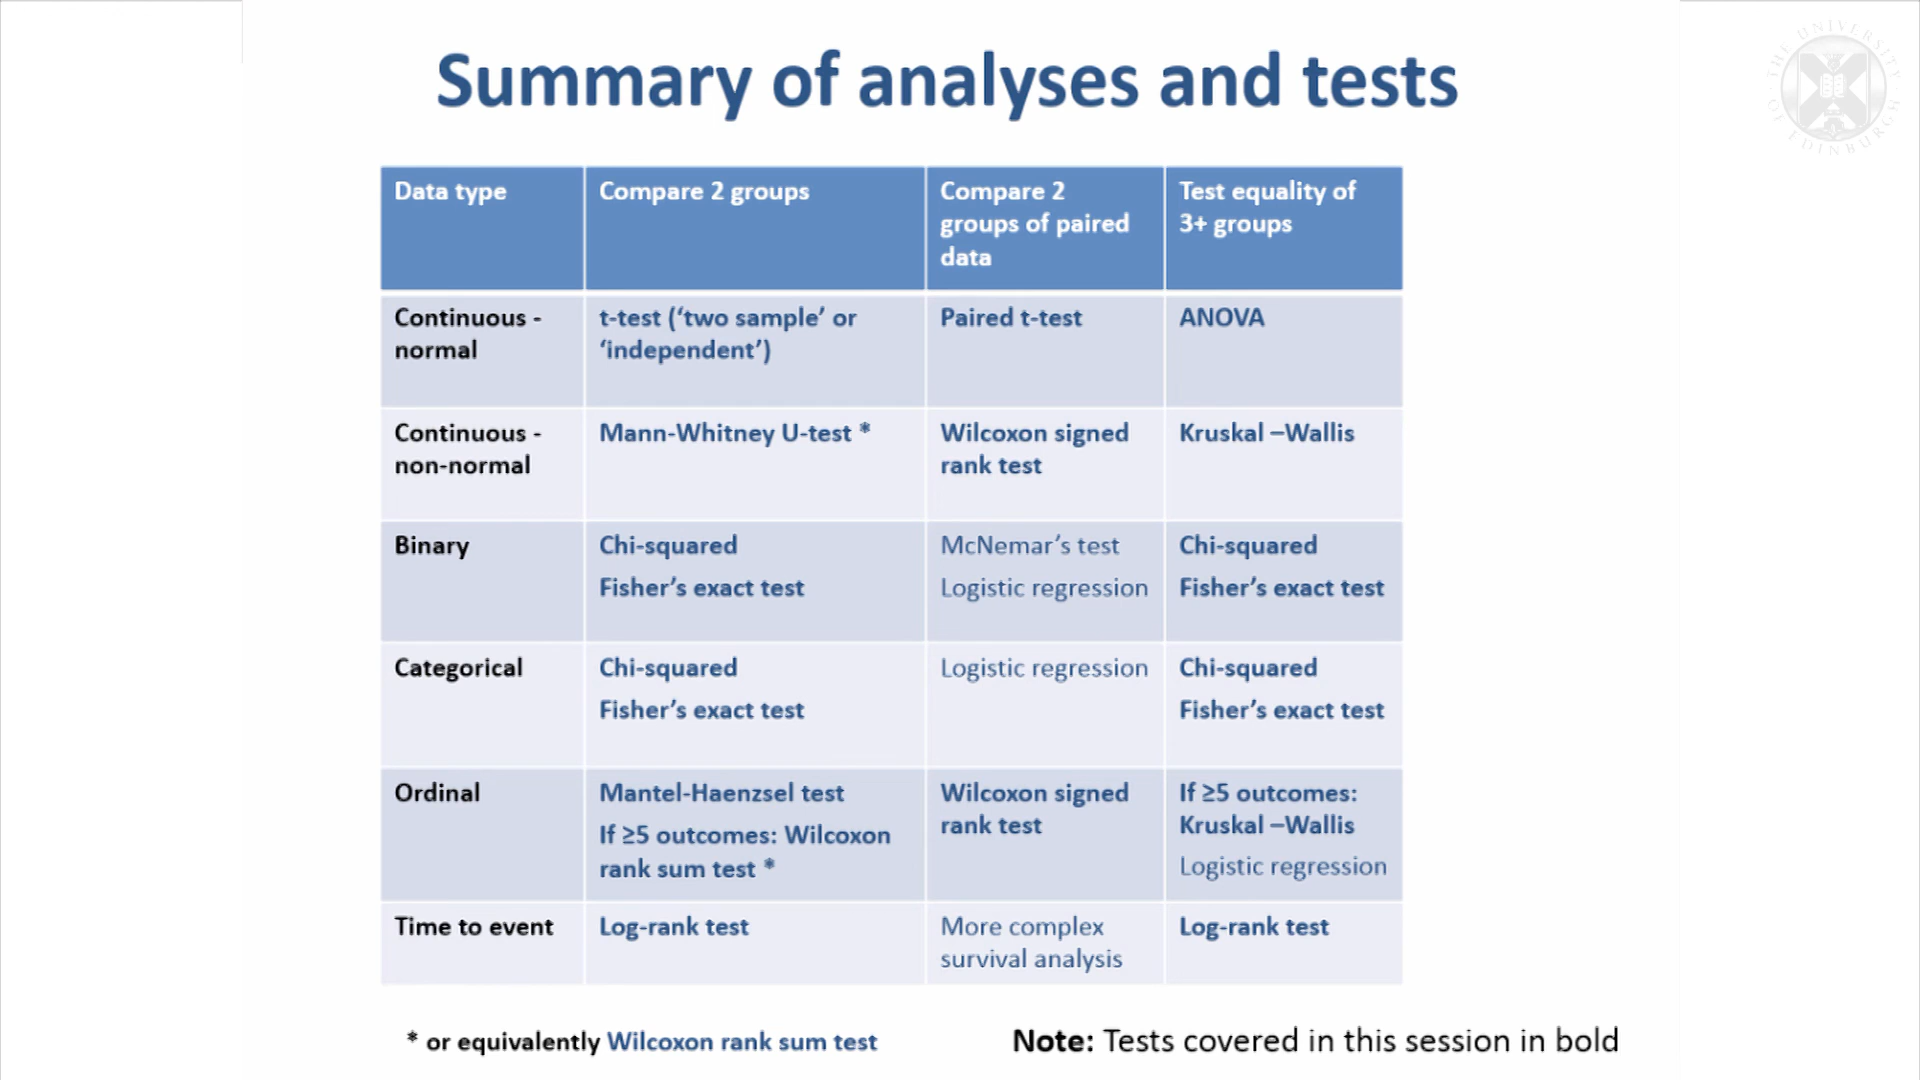 Summary of analyses and tests
THE UNIVERSITY OF EDINBURGH
Data type
Compare 2 groups
Compare 2
groups of paired
data
Test equality of
3+ groups
Continuous -
normal
t-test (‘two sample’ or
‘independent’)
Paired t-test
ANOVA
Continuous -
non-normal
Mann-Whitney U-test *
Wilcoxon signed
rank test
Kruskal –Wallis
Binary
Chi-squared
Fisher’s exact test
McNemar’s test
Logistic regression
Chi-squared
Fisher’s exact test
Categorical
Chi-squared
Fisher’s exact test
Logistic regression
Chi-squared
Fisher’s exact test
Ordinal
Mantel-Haenzsel test
If ≥5 outcomes: Wilcoxon
rank sum test *
Wilcoxon signed
rank test
If ≥5 outcomes:
Kruskal –Wallis
Logistic regression
Time to event
Log-rank test
More complex
survival analysis
Log-rank test
* or equivalently Wilcoxon rank sum test
Note: Tests covered in this session in bold